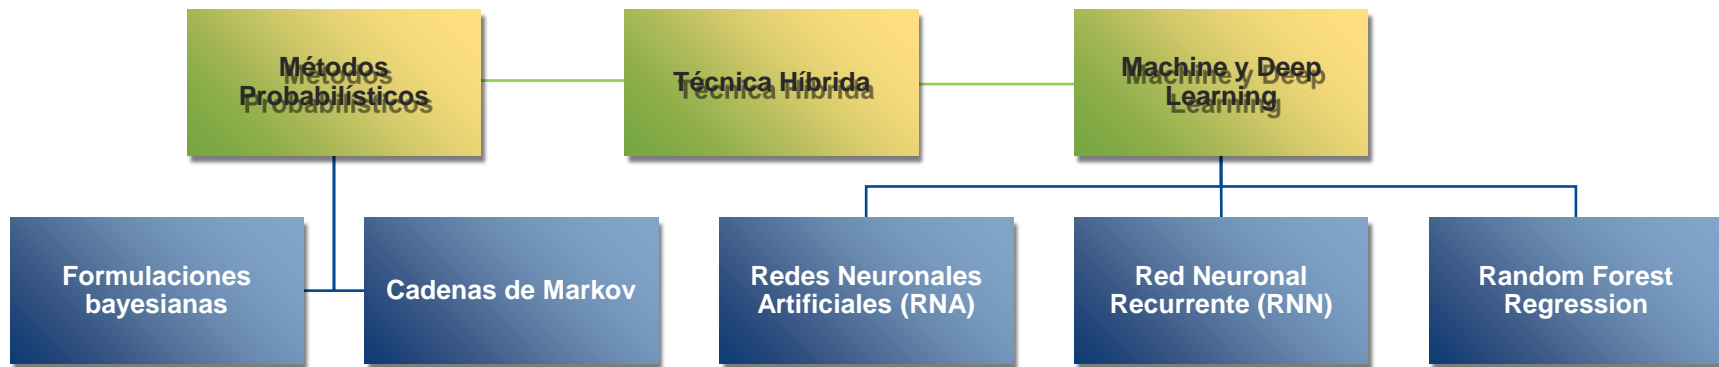 Métodos
Probabilísticos
Técnica Híbrida
Machine y Deep
Learning
Formulaciones
bayesianas
Cadenas de Markov
Redes Neuronales
Artificiales (RNA)
Red Neuronal
Recurrente (RNN)
Random Forest
Regression